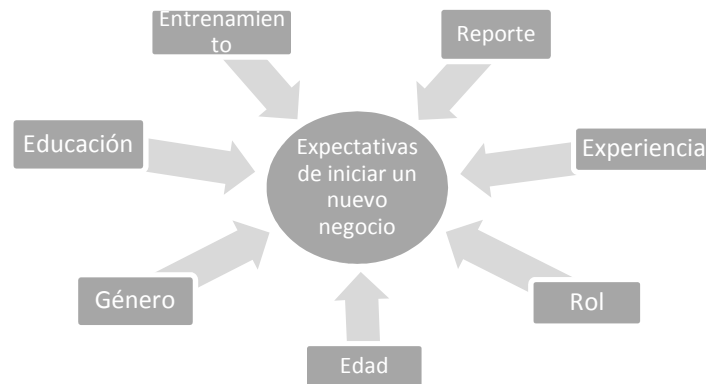 Entrenamien
to
Reporte
Educación
Expectativas
de iniciar un
nuevo
negocio
Experiencia
Género
Rol
Edad